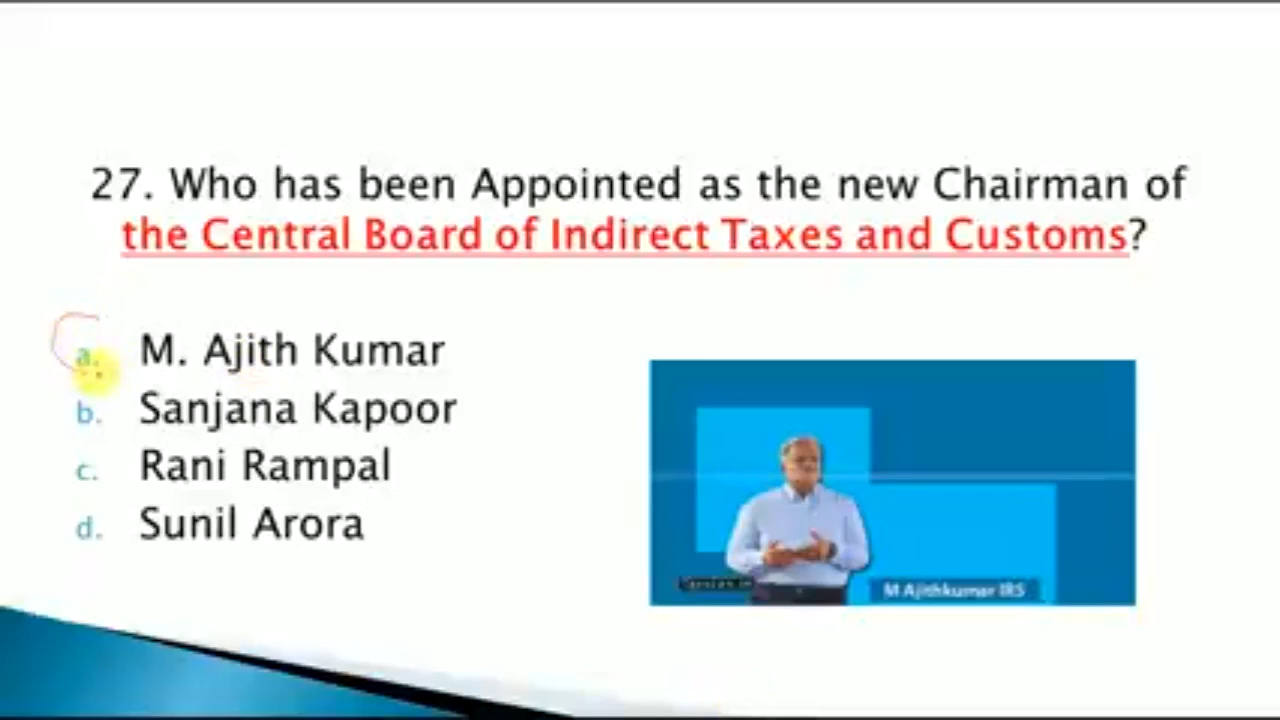 27. Who has been Appointed as the new Chairman of
the Central Board of Indirect Taxes and Customs?
a. M. Ajith Kumar
b. Sanjana Kapoor
c. Rani Rampal
d. Sunil Arora
M Ajithkumar IRS